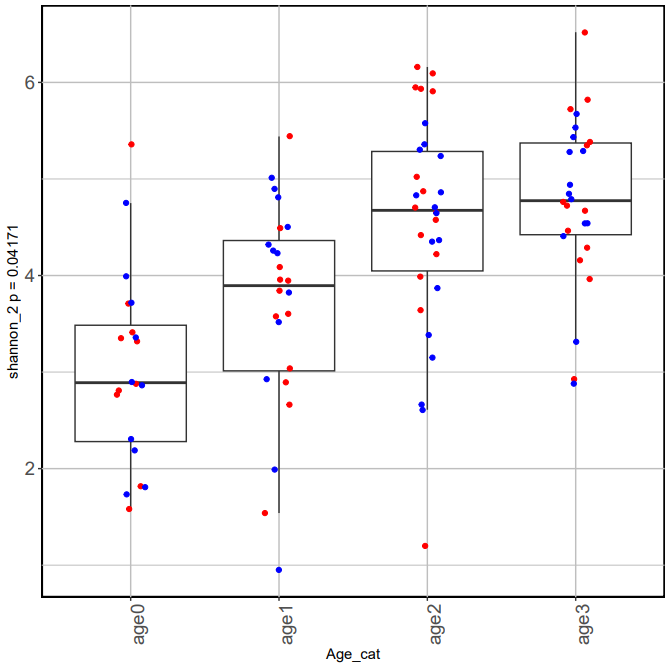 shannon_2 p = 0.04171
6
4
2
age0
age1
age2
age3
Age_cat